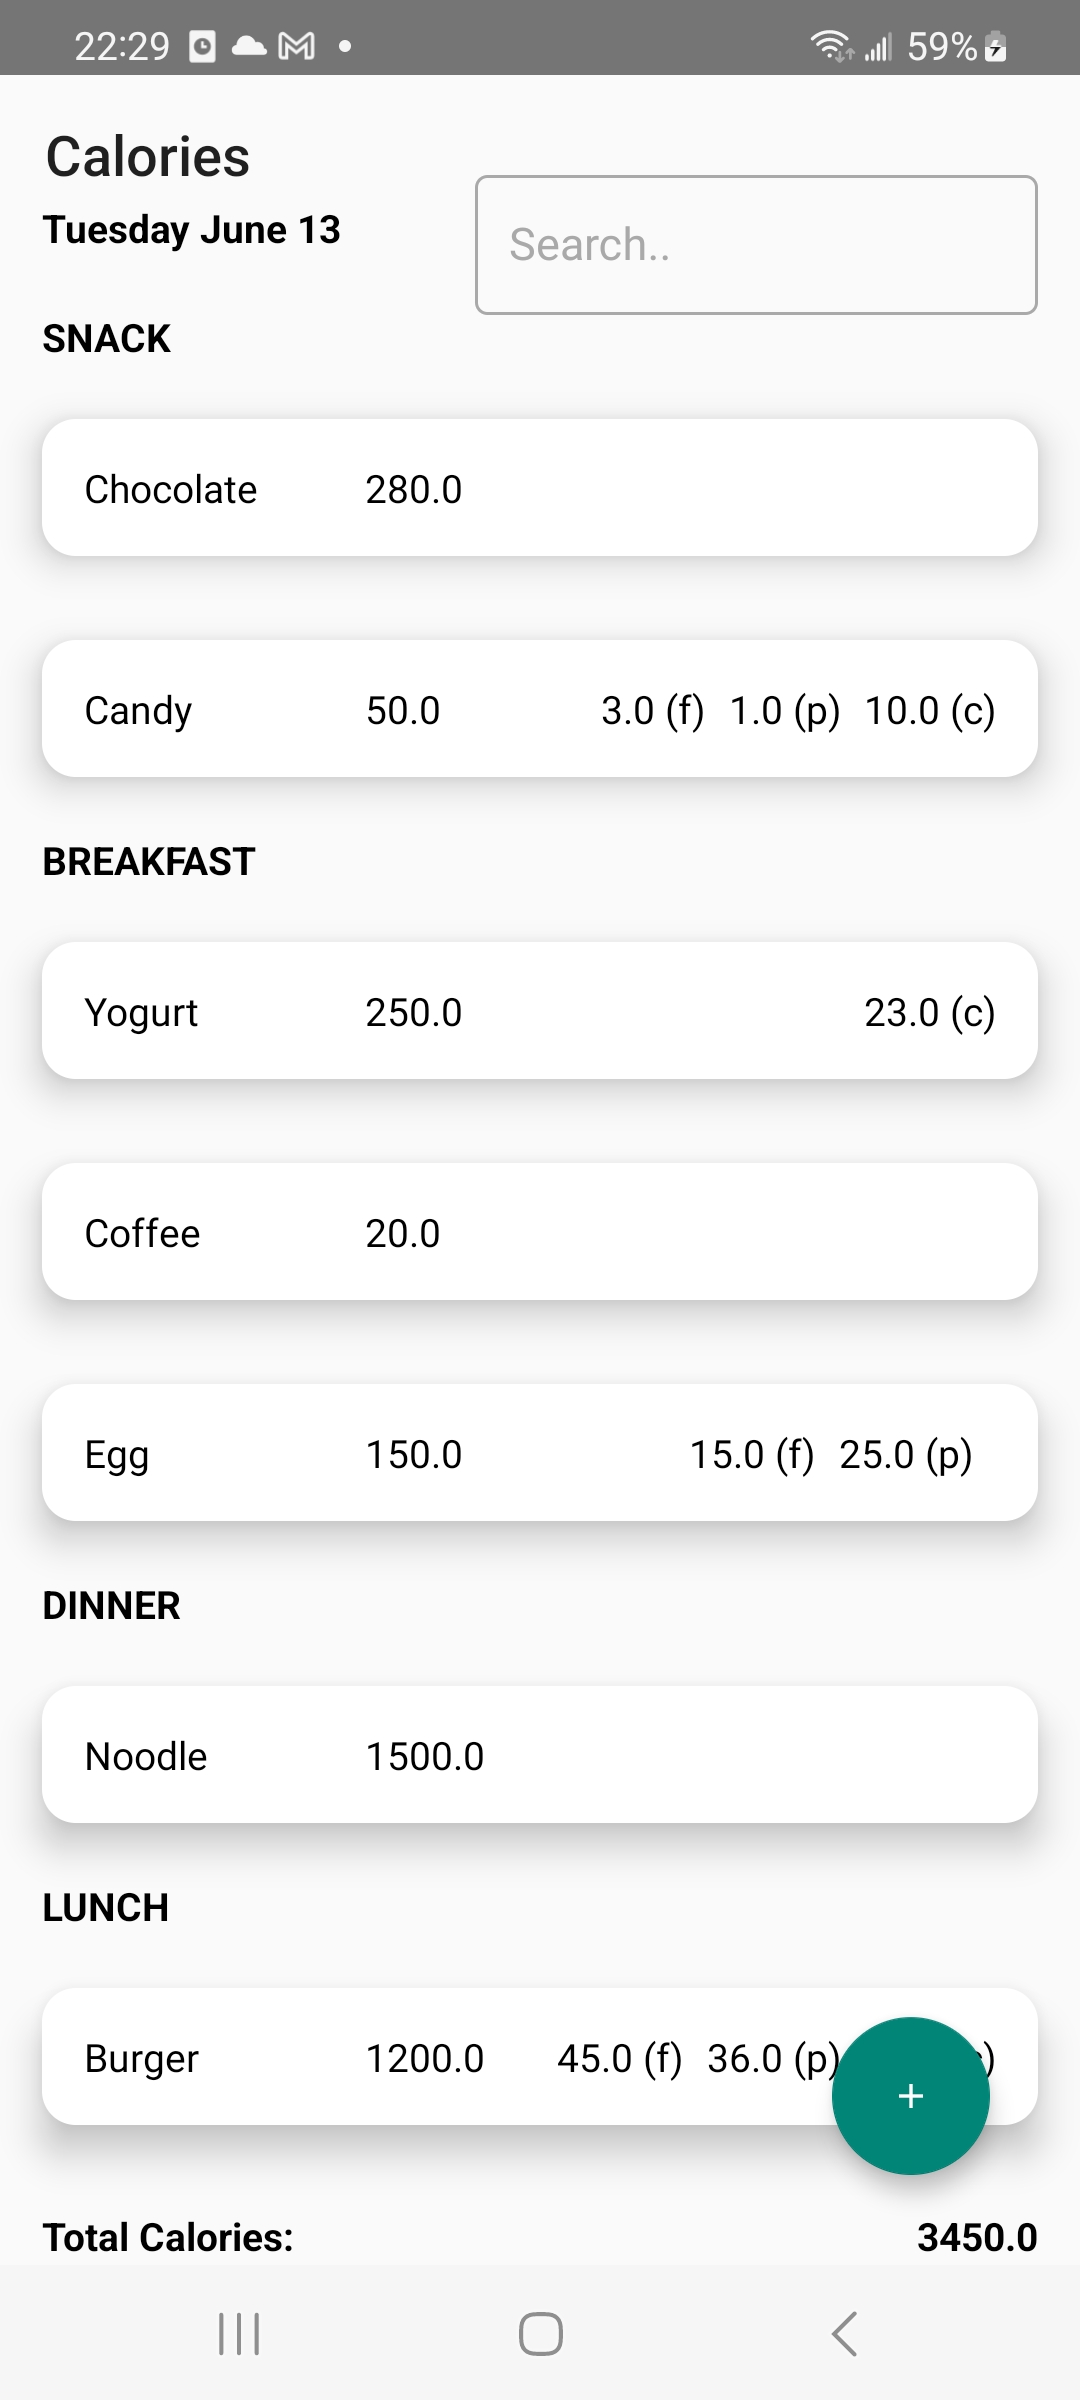 22:29 59%
Calories
Tuesday June 13
Search..
SNACK
Chocolate 280.0
Candy 50.0 3.0 (f) 1.0 (p) 10.0 (c)
BREAKFAST
Yogurt 250.0 23.0 (c)
Coffee 20.0
Egg 150.0 15.0 (f) 25.0 (p)
DINNER
Noodle 1500.0
LUNCH
Burger 1200.0 45.0 (f) 36.0 (p)
+
Total Calories: 3450.0